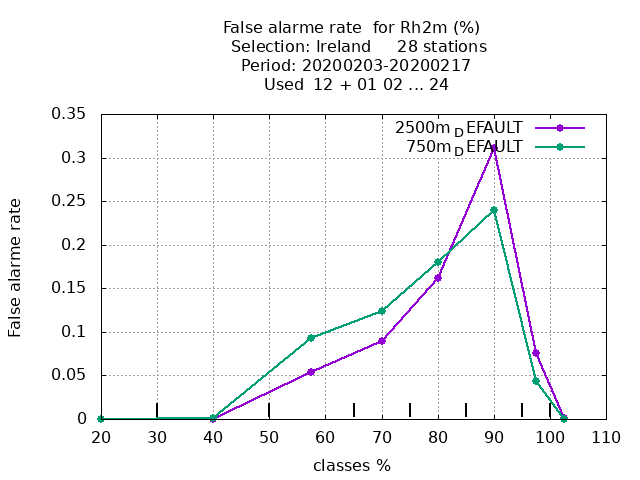 False alarme rate  for Rh2m (%)
Selection: Ireland     28 stations
Period: 20200203-20200217
Used  12 + 01 02 ... 24
0.35
0.3
0.25
0.2
0.15
0.1
0.05
0
False alarme rate
2500m_DEFAULT
750m_DEFAULT
20 30 40 50 60 70 80 90 100 110
classes %